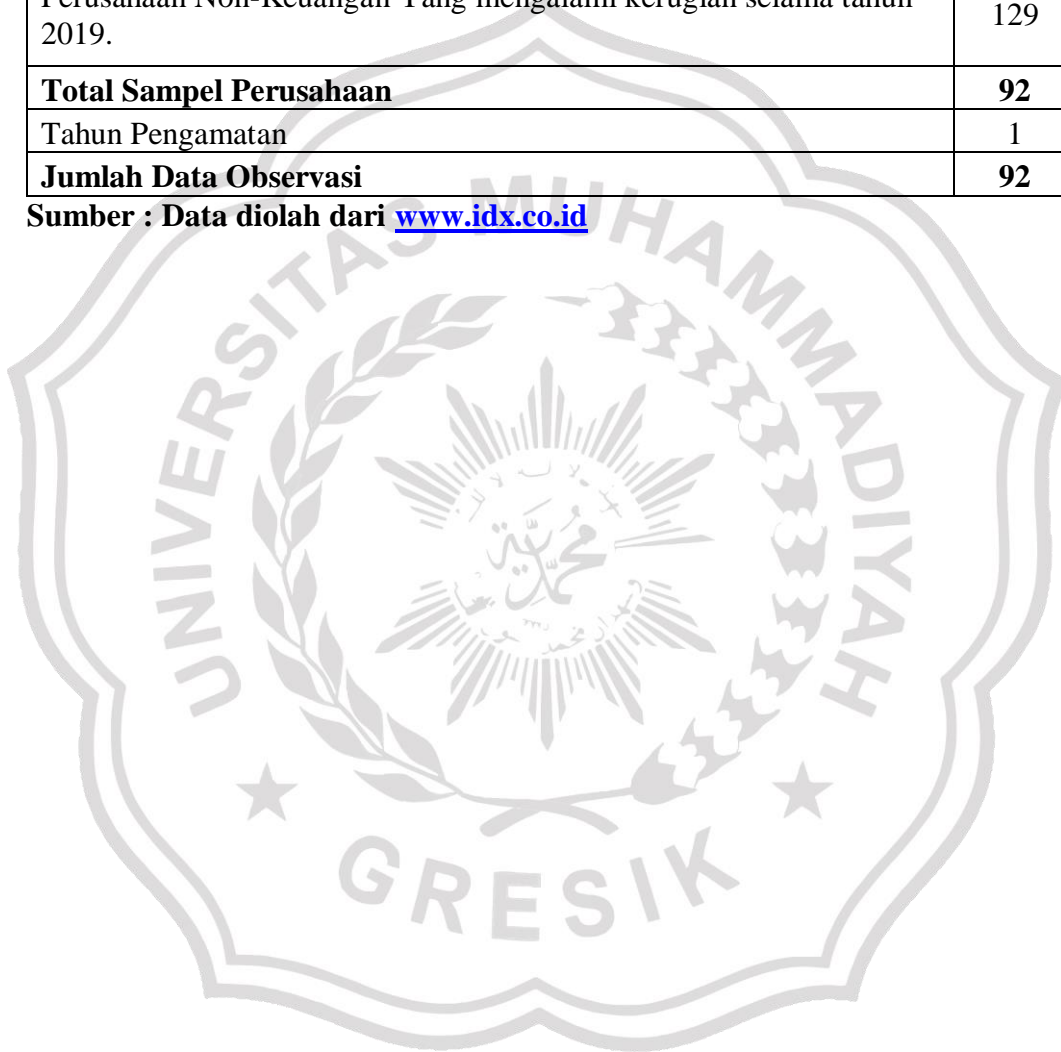 Perusahaan Non-Keuangan Yang mengalami kerugian selama tahun
2019.
129
Total Sampel Perusahaan 92
Tahun Pengamatan 1
Jumlah Data Observasi 92
Sumber : Data diolah dari www.idx.co.id
UNIVERSITAS MUHAMMADIYAH
GRESIK